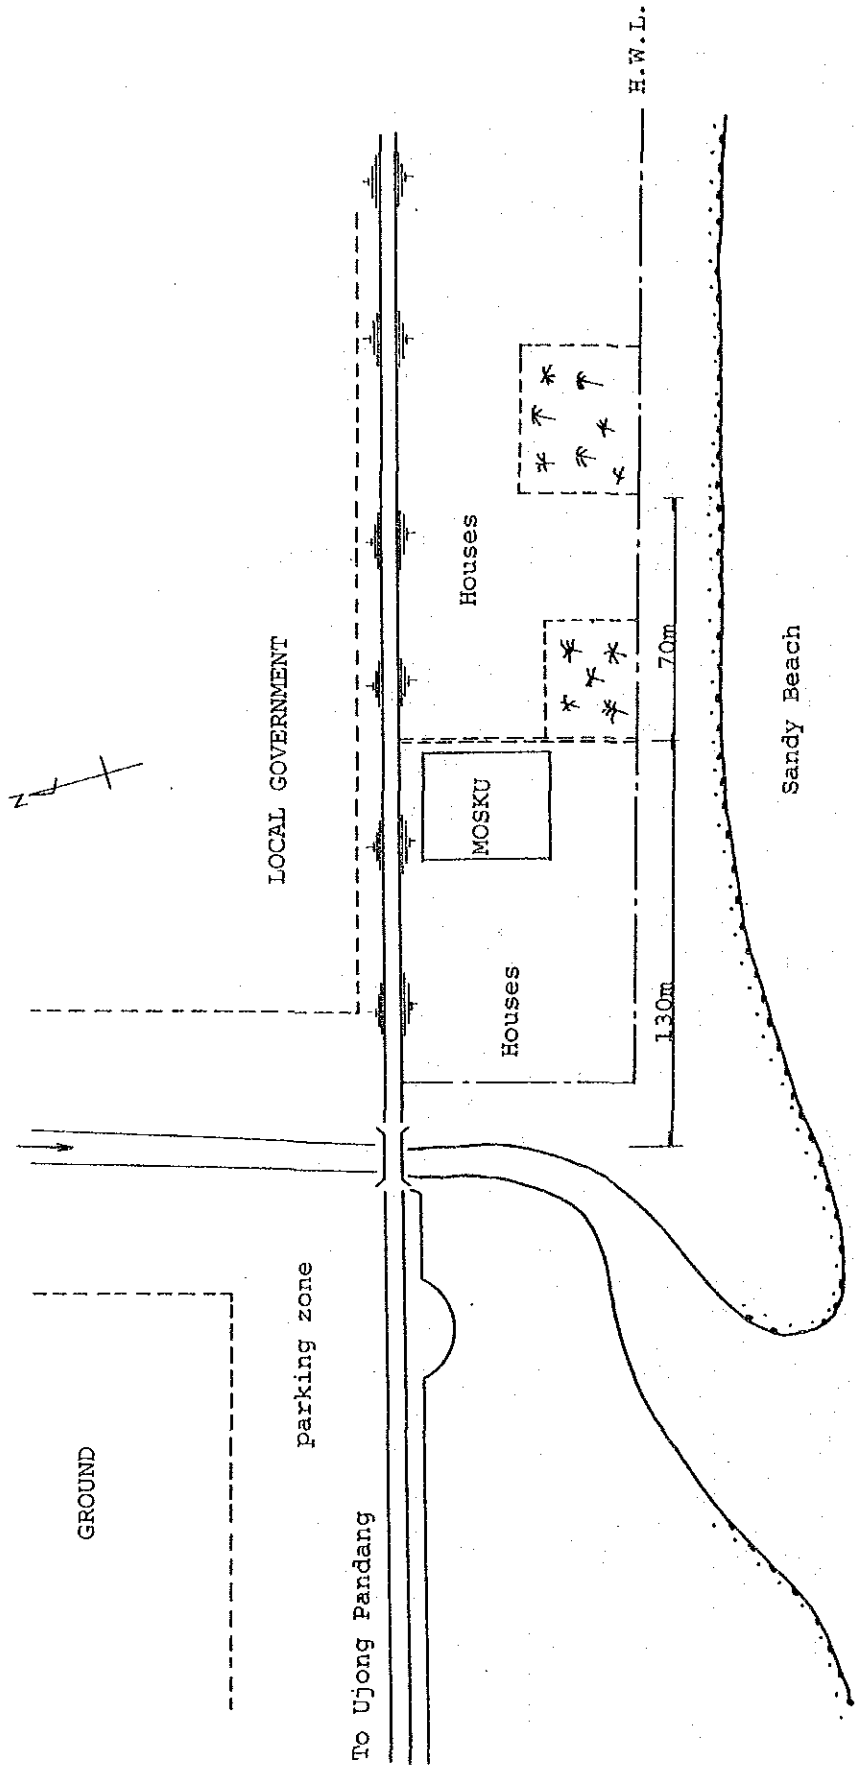 N
H.W.L.
LOCAL GOVERNMENT
Houses
70m
Sandy Beach
MOSKU
Houses
130m
parking zone
GROUND
To Ujong Pandang